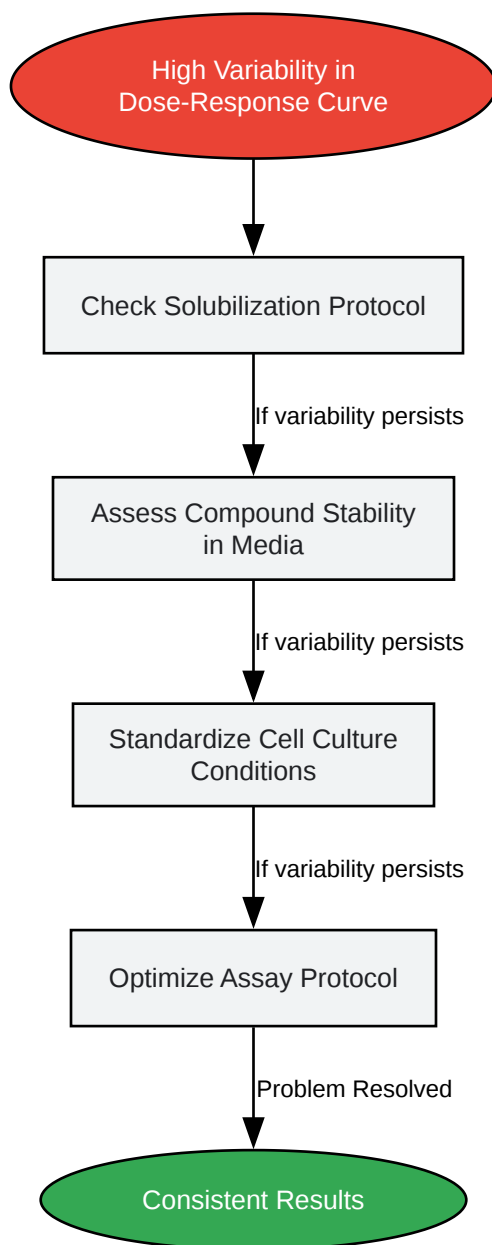 High Variability in
Dose-Response Curve
Check Solubilization Protocol
If variability persists
Assess Compound Stability
in Media
If variability persists
Standardize Cell Culture
Conditions
If variability persists
Optimize Assay Protocol
Problem Resolved
Consistent Results